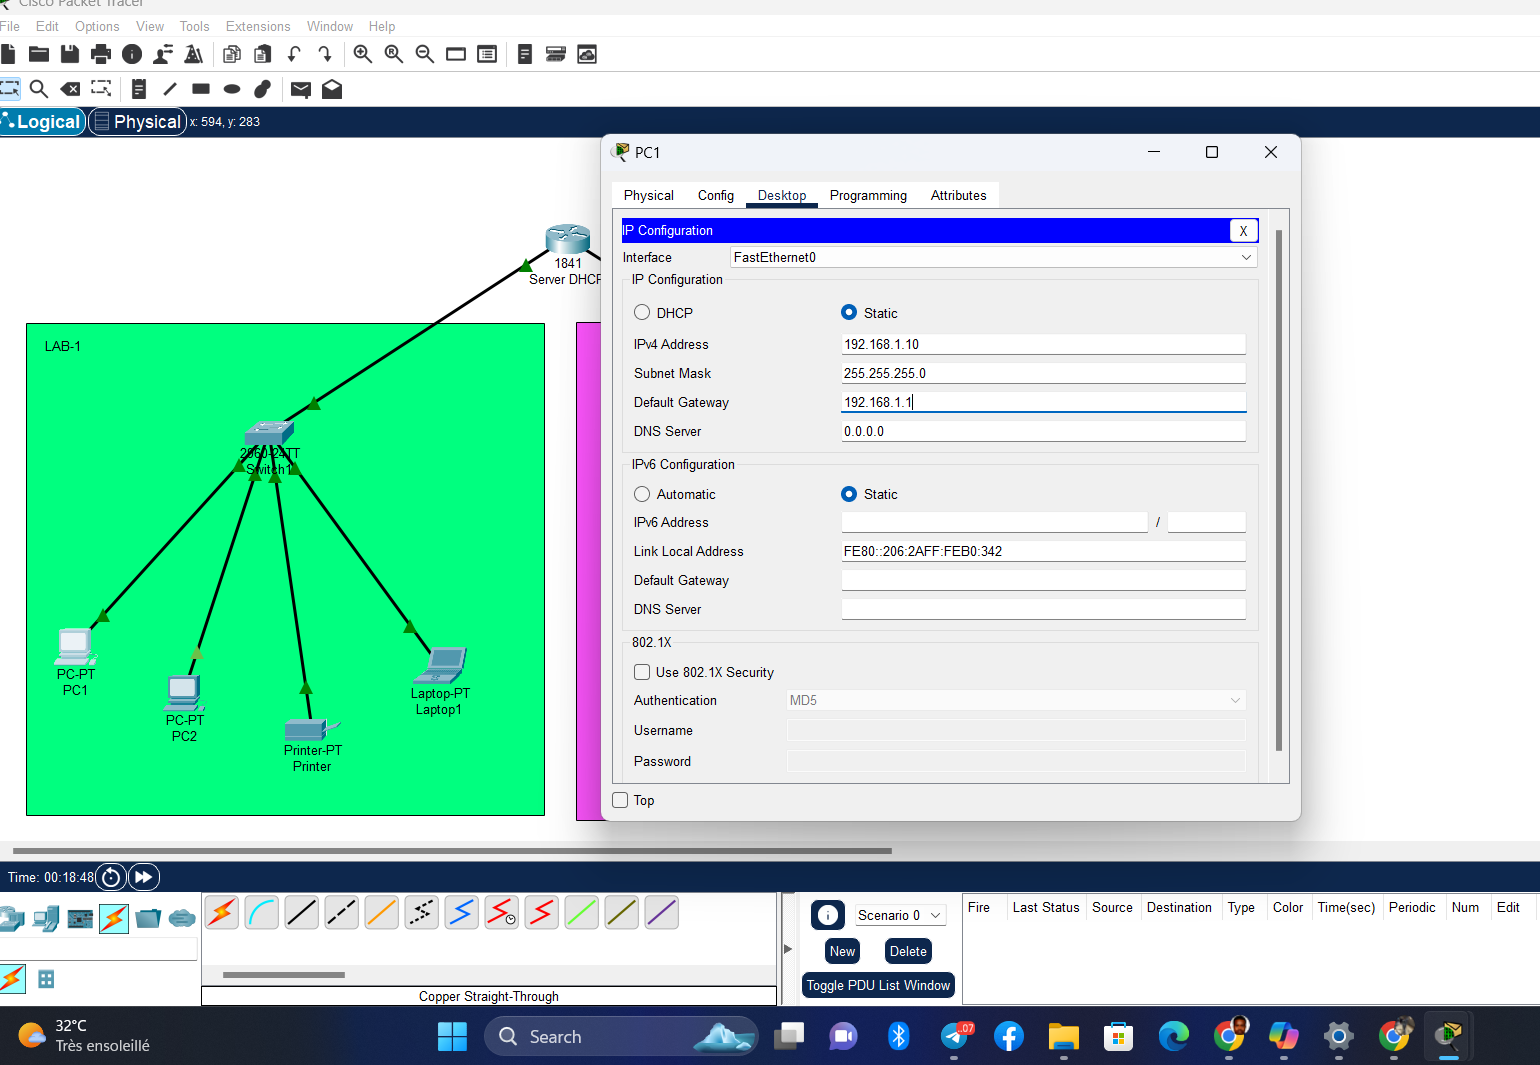 Cisco Packet Tracer
File Edit Options View Tools Extensions Window Help
Logical Physical x: 594, y: 283
PC1
Physical Config Desktop Programming Attributes
IP Configuration X
Interface FastEthernet0
IP Configuration
DHCP Static
IPv4 Address 192.168.1.10
Subnet Mask 255.255.255.0
Default Gateway 192.168.1.1
DNS Server 0.0.0.0
IPv6 Configuration
Automatic Static
IPv6 Address /
Link Local Address FE80::206:2AFF:FEB0:342
Default Gateway
DNS Server
802.1X
Use 802.1X Security
Authentication MD5
Username
Password
Top
1841
Server DHCP
LAB-1
2960-24TT
Switch1
PC-PT
PC1
PC-PT
PC2
Printer-PT
Printer
Laptop-PT
Laptop1
Time: 00:18:48
Scenario 0
New Delete
Toggle PDU List Window
Fire Last Status Source Destination Type Color Time(sec) Periodic Num Edit
Copper Straight-Through
32°C
Très ensoleillé
Search
..07